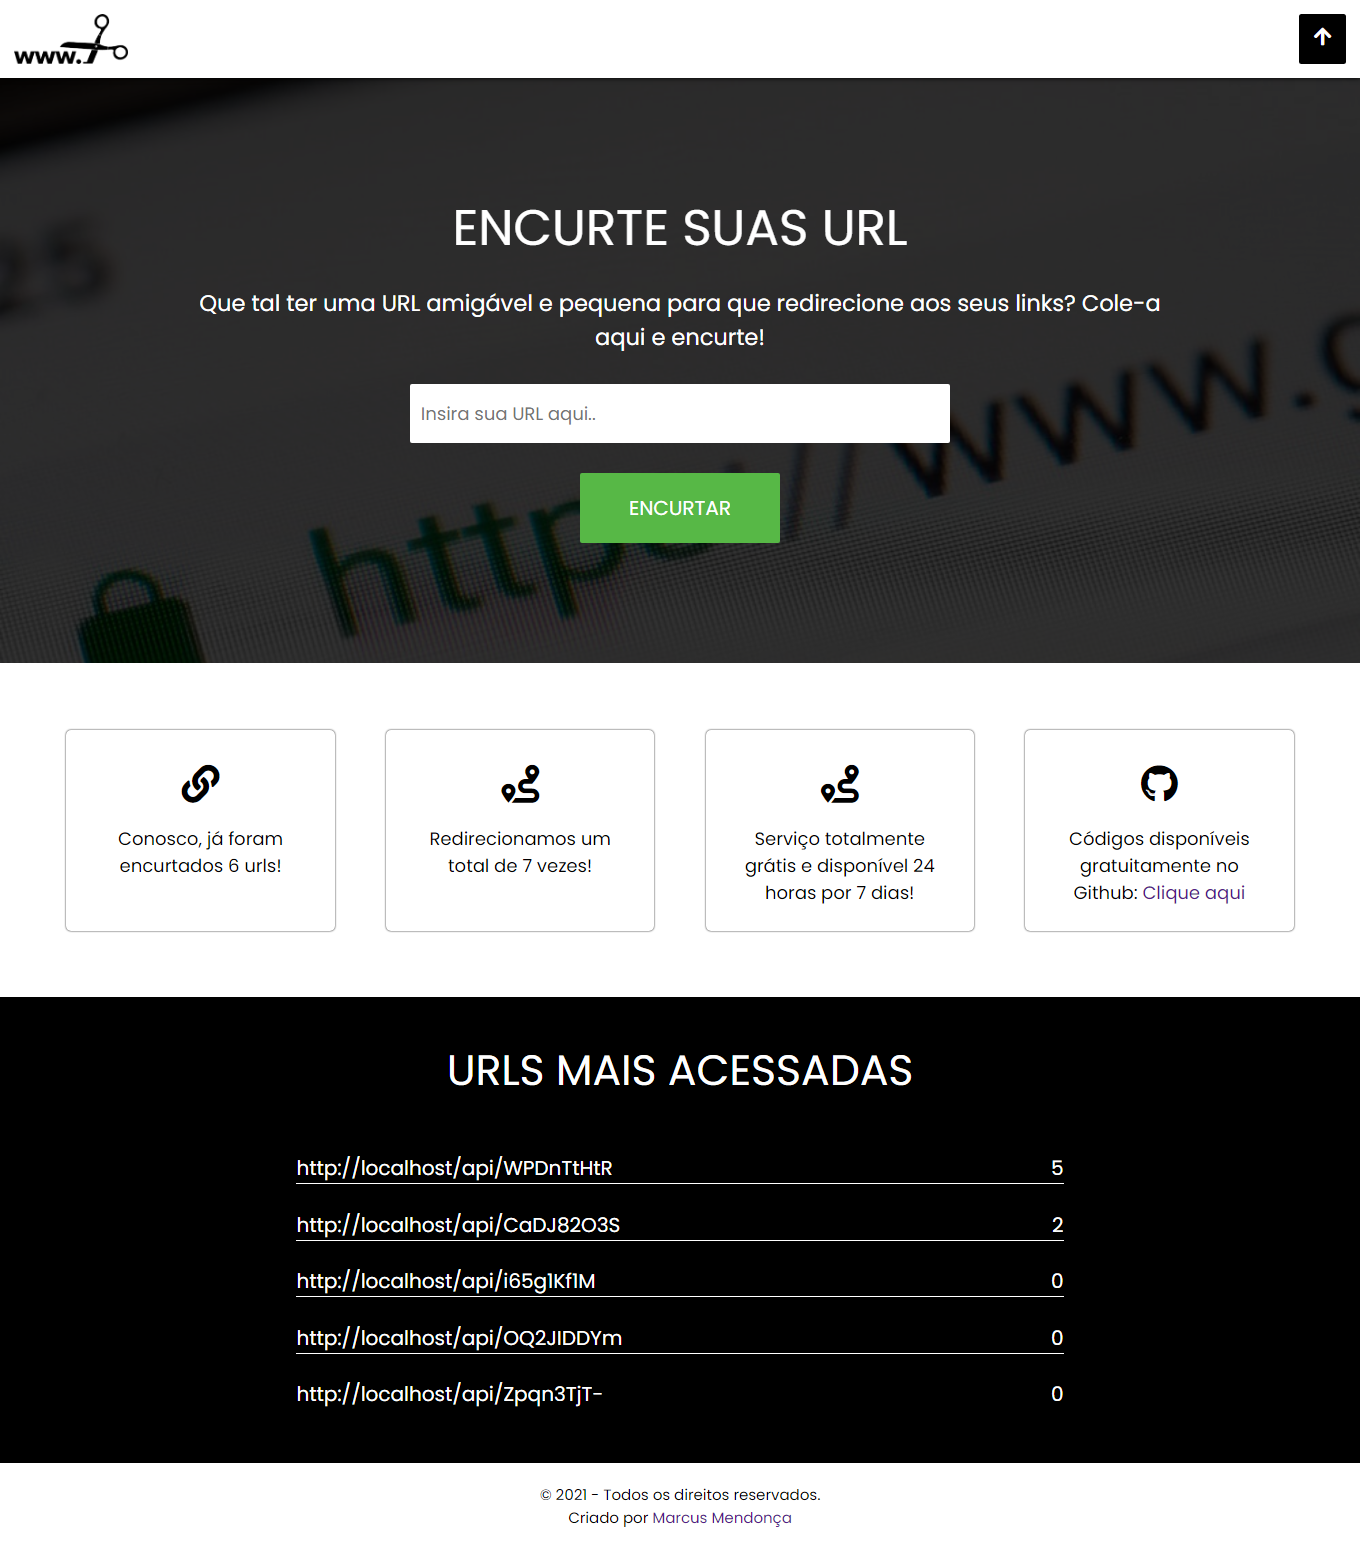 www.
ENCURTE SUAS URL
Que tal ter uma URL amigável e pequena para que redirecione aos seus links? Cole-a
aqui e encurte!
Insira sua URL aqui..
ENCURTAR
Conosco, já foram
encurtados 6 urls!
Redirecionamos um
total de 7 vezes!
Serviço totalmente
grátis e disponível 24
horas por 7 dias!
Códigos disponíveis
gratuitamente no
Github: Clique aqui
URLS MAIS ACESSADAS
http://localhost/api/WPDnTtHtR 5
http://localhost/api/CaDJ82O3S 2
http://localhost/api/i65g1Kf1M 0
http://localhost/api/OQ2JIDDYm 0
http://localhost/api/Zpqn3TjT- 0
© 2021 - Todos os direitos reservados.
Criado por Marcus Mendonça